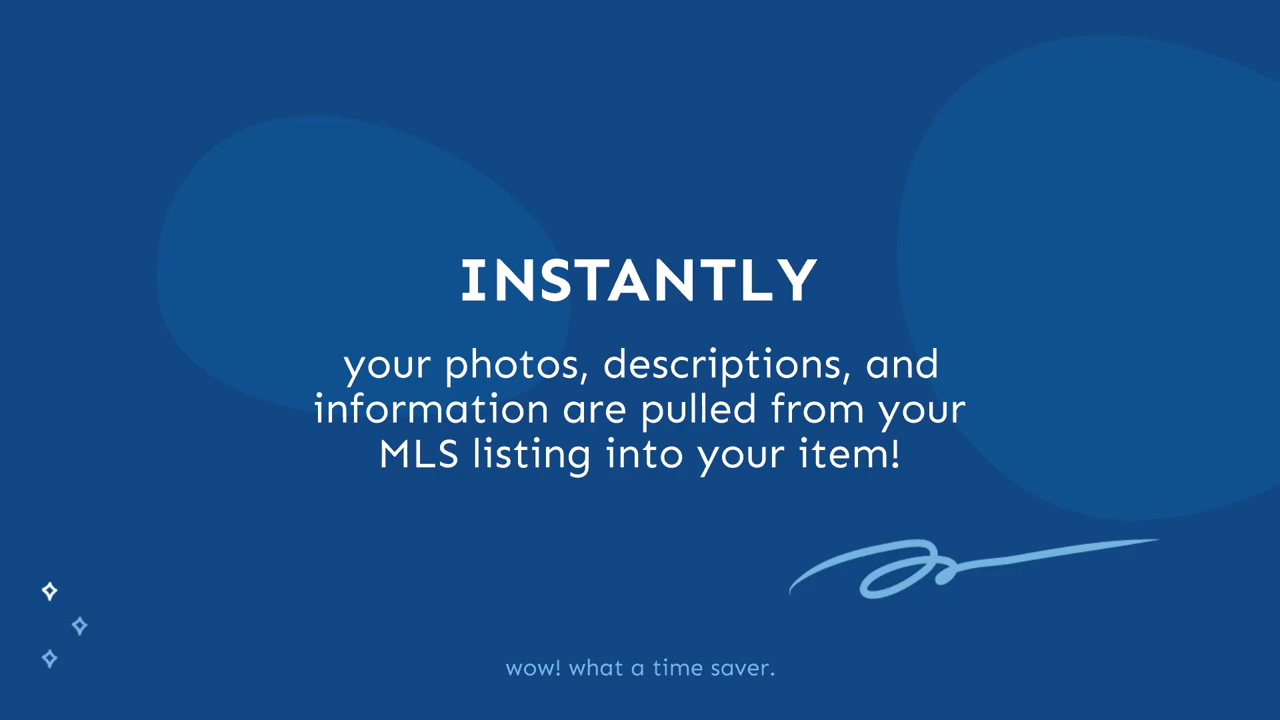 INSTANTLY
your photos, descriptions, and
information are pulled from your
MLS listing into your item!
wow! what a time saver.